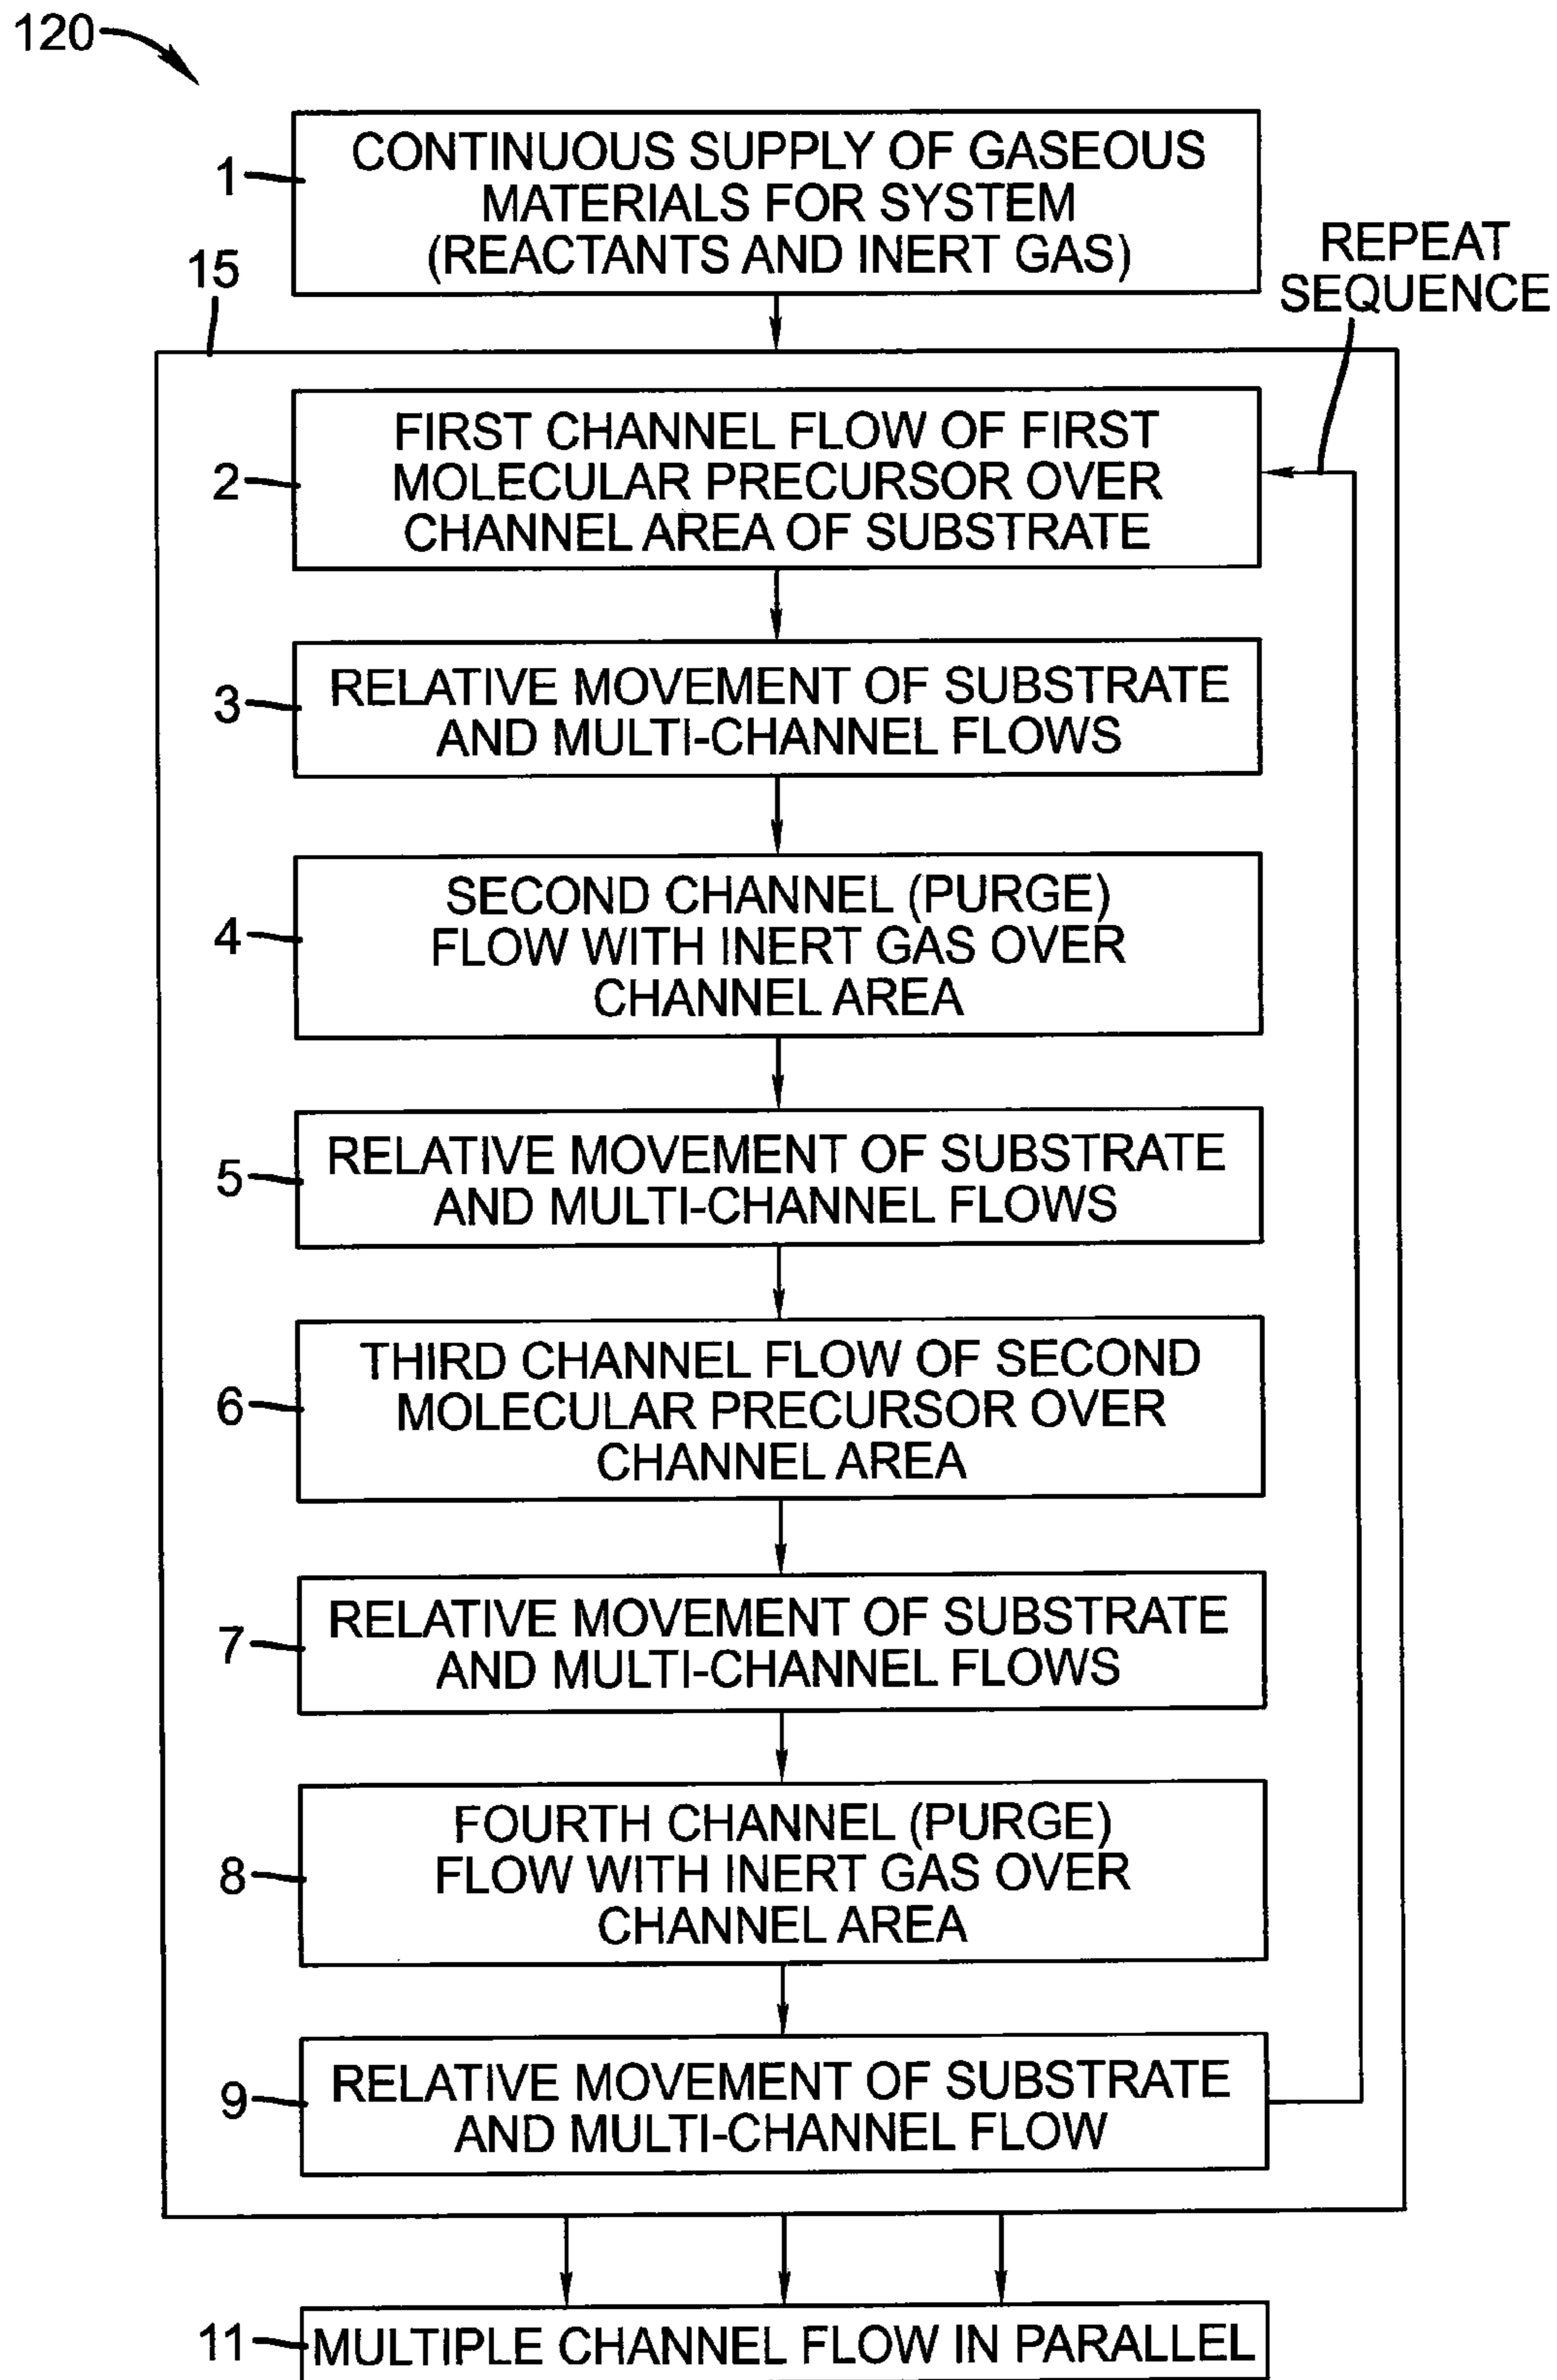 120
1
CONTINUOUS SUPPLY OF GASEOUS
MATERIALS FOR SYSTEM
(REACTANTS AND INERT GAS)
15
REPEAT
SEQUENCE
2
FIRST CHANNEL FLOW OF FIRST
MOLECULAR PRECURSOR OVER
CHANNEL AREA OF SUBSTRATE
3
RELATIVE MOVEMENT OF SUBSTRATE
AND MULTI-CHANNEL FLOWS
4
SECOND CHANNEL (PURGE)
FLOW WITH INERT GAS OVER
CHANNEL AREA
5
RELATIVE MOVEMENT OF SUBSTRATE
AND MULTI-CHANNEL FLOWS
6
THIRD CHANNEL FLOW OF SECOND
MOLECULAR PRECURSOR OVER
CHANNEL AREA
7
RELATIVE MOVEMENT OF SUBSTRATE
AND MULTI-CHANNEL FLOWS
8
FOURTH CHANNEL (PURGE)
FLOW WITH INERT GAS OVER
CHANNEL AREA
9
RELATIVE MOVEMENT OF SUBSTRATE
AND MULTI-CHANNEL FLOW
11
MULTIPLE CHANNEL FLOW IN PARALLEL